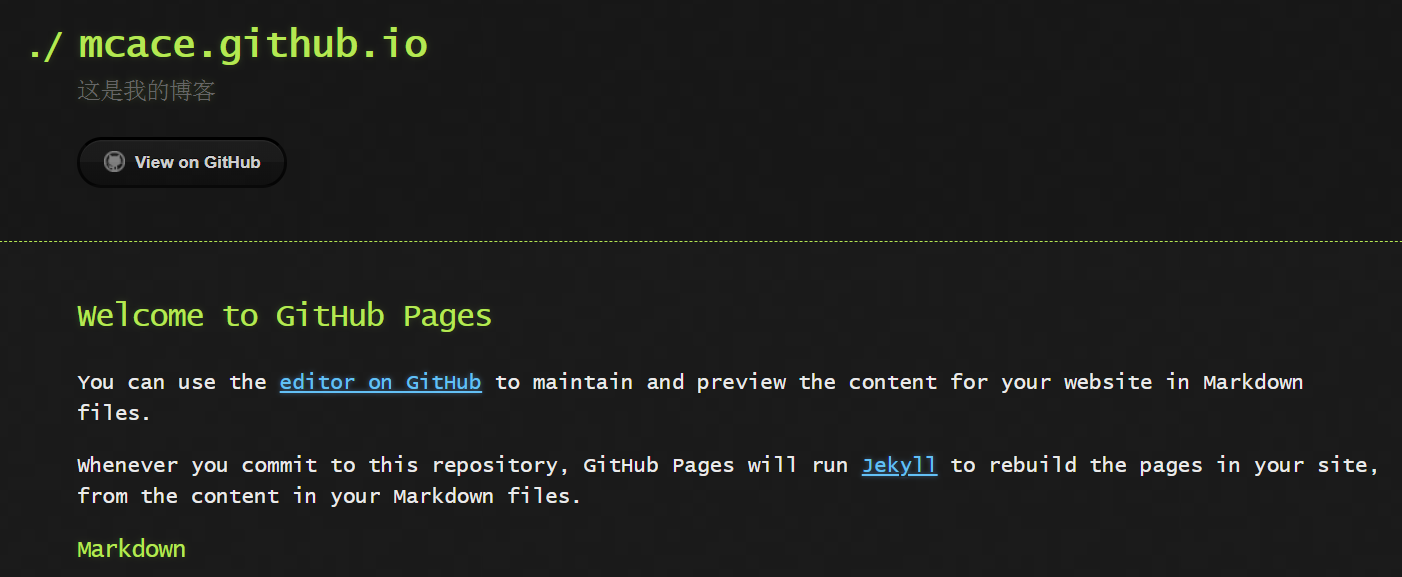 ./ mcace.github.io
这是我的博客
View on GitHub
Welcome to GitHub Pages
You can use the editor on GitHub to maintain and preview the content for your website in Markdown
files.
Whenever you commit to this repository, GitHub Pages will run Jekyll to rebuild the pages in your site,
from the content in your Markdown files.
Markdown